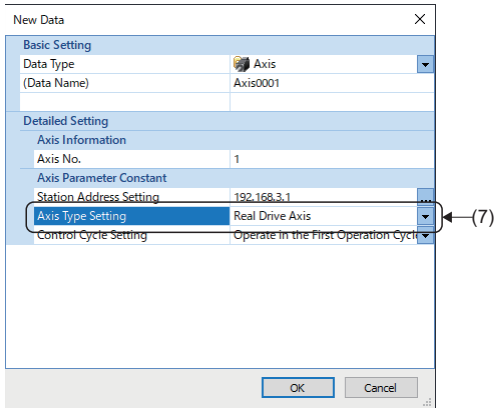 New Data
Basic Setting
Data Type Axis
(Data Name) Axis0001
Detailed Setting
Axis Information
Axis No. 1
Axis Parameter Constant
Station Address Setting 192.168.3.1 ...
Axis Type Setting Real Drive Axis (7)
Control Cycle Setting Operate in the First Operation Cycl
OK Cancel